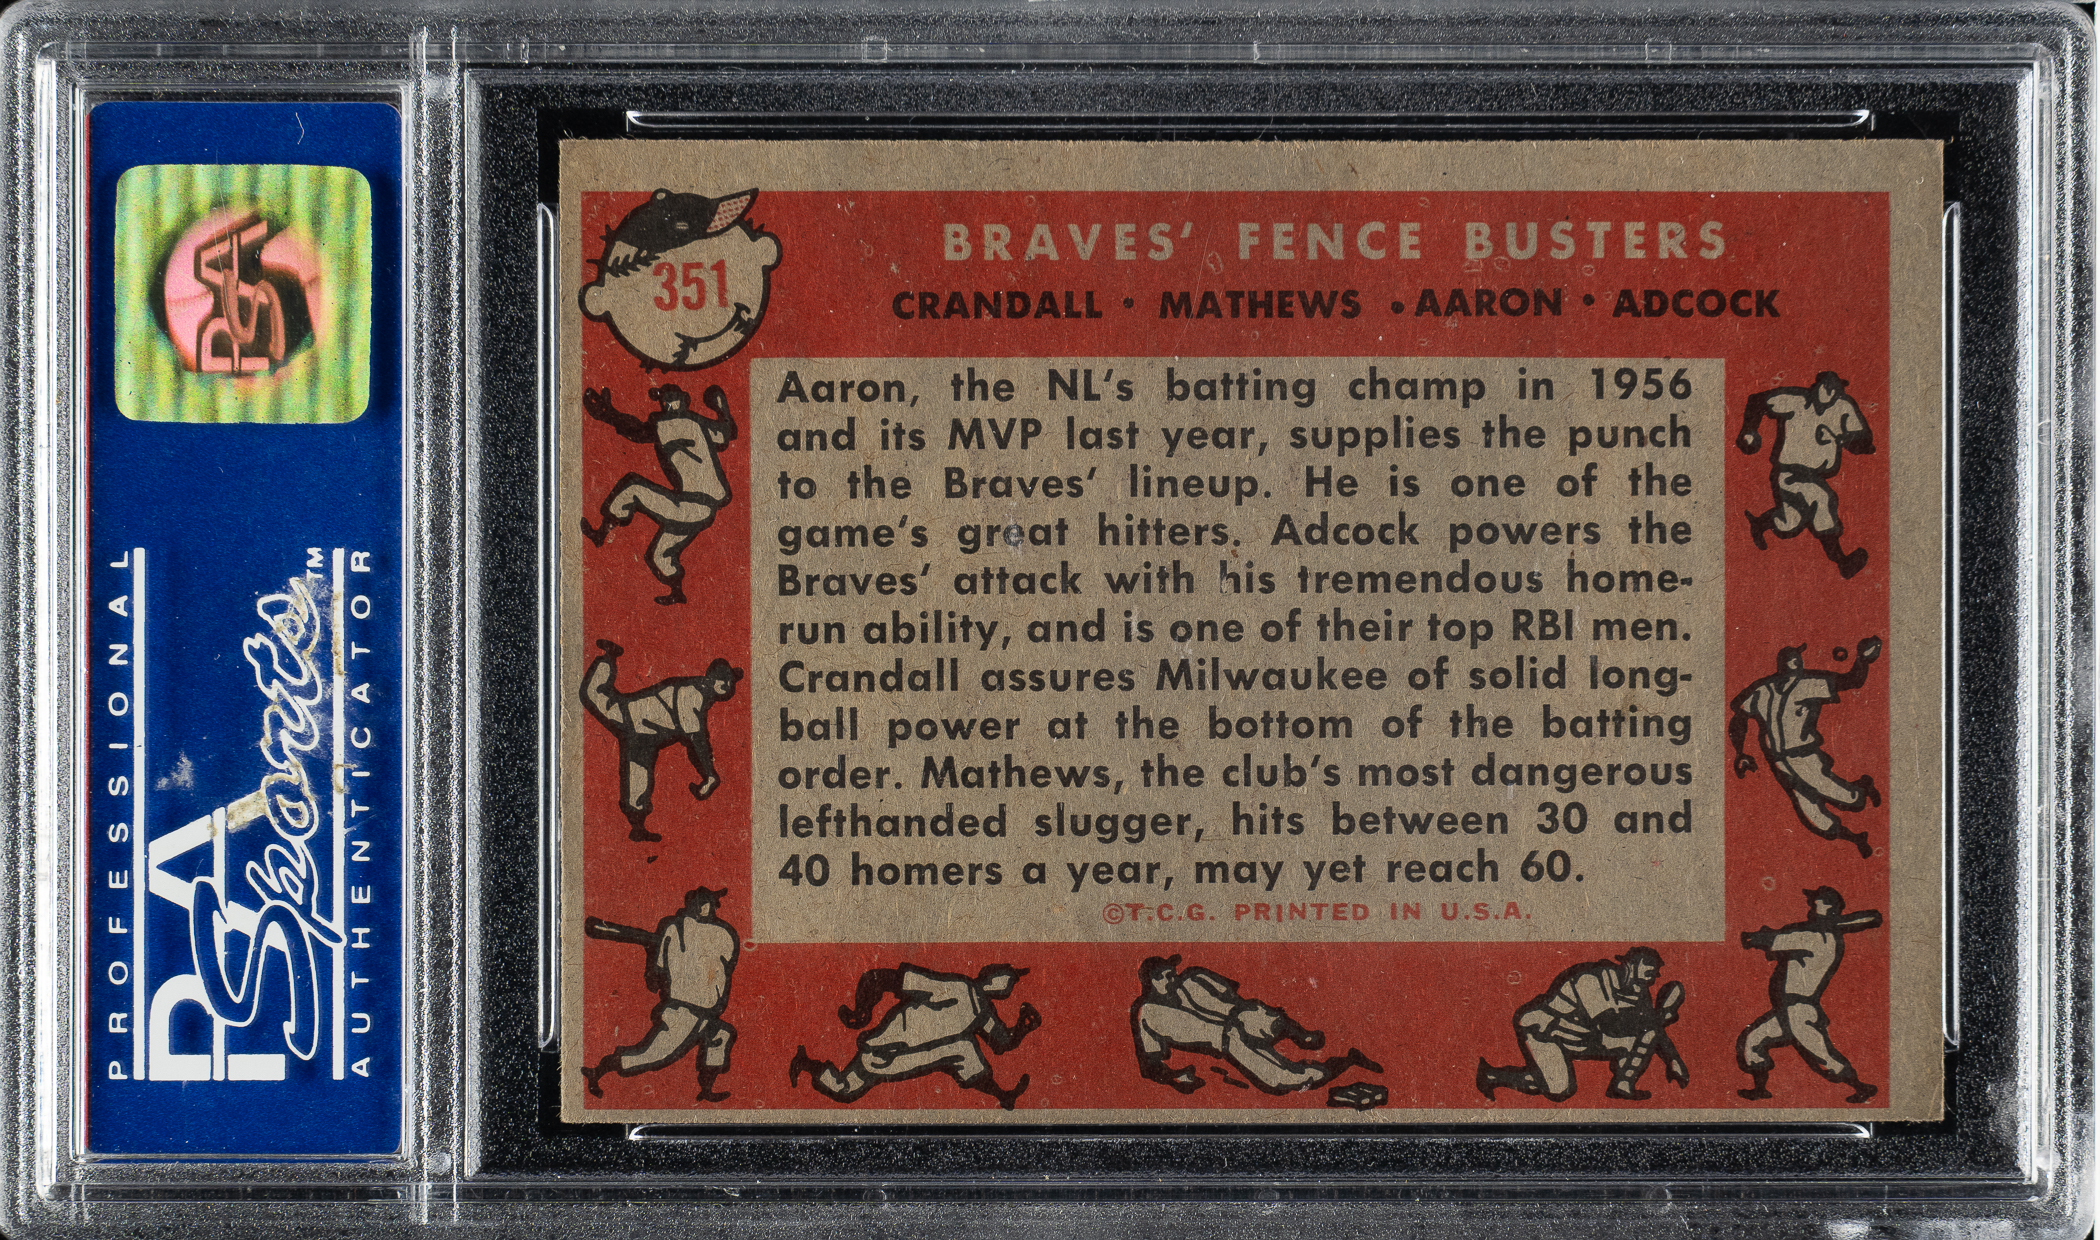 PSA
PROFESSIONAL
PSA Sports™
AUTHENTICATOR
351
BRAVES' FENCE BUSTERS
CRANDALL • MATHEWS • AARON • ADCOCK
Aaron, the NL's batting champ in 1956
and its MVP last year, supplies the punch
to the Braves' lineup. He is one of the
game's great hitters. Adcock powers the
Braves' attack with his tremendous home-
run ability, and is one of their top RBI men.
Crandall assures Milwaukee of solid long-
ball power at the bottom of the batting
order. Mathews, the club's most dangerous
lefthanded slugger, hits between 30 and
40 homers a year, may yet reach 60.
©T.C.G. PRINTED IN U.S.A.